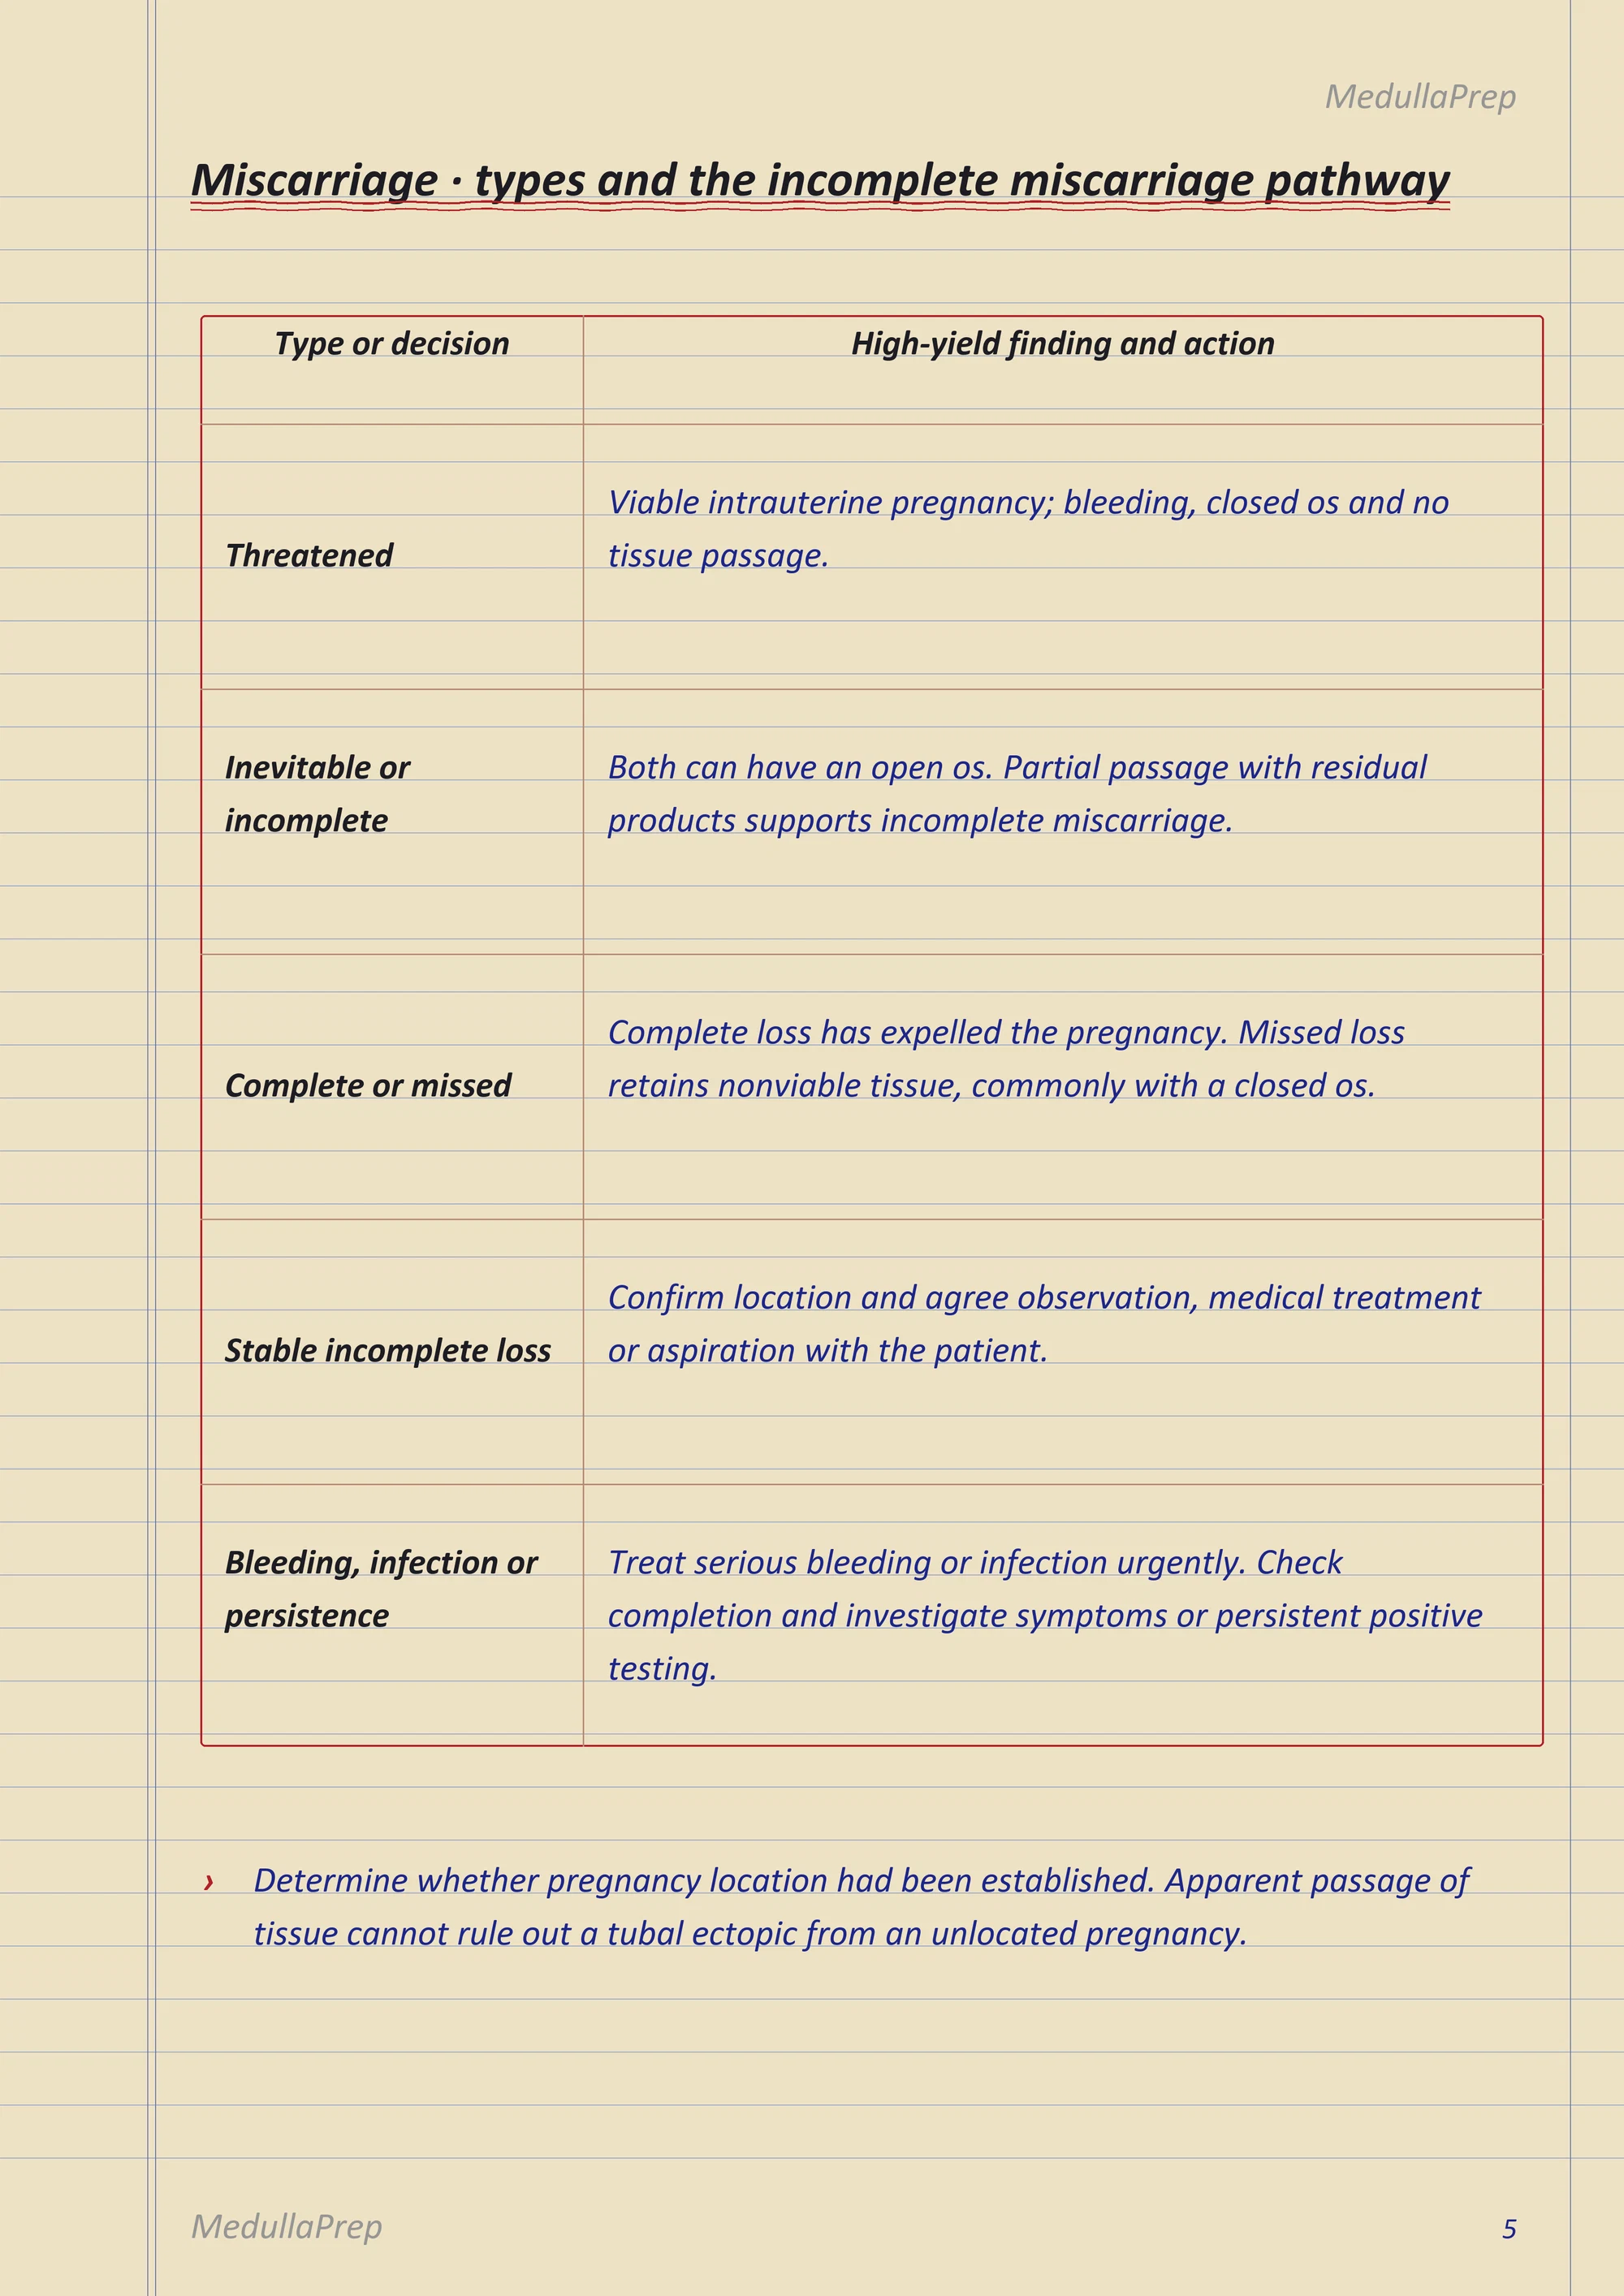 MedullaPrep
Miscarriage · types and the incomplete miscarriage pathway
Type or decision
High-yield finding and action
Threatened
Viable intrauterine pregnancy; bleeding, closed os and no
tissue passage.
Inevitable or
incomplete
Both can have an open os. Partial passage with residual
products supports incomplete miscarriage.
Complete or missed
Complete loss has expelled the pregnancy. Missed loss
retains nonviable tissue, commonly with a closed os.
Stable incomplete loss
Confirm location and agree observation, medical treatment
or aspiration with the patient.
Bleeding, infection or
persistence
Treat serious bleeding or infection urgently. Check
completion and investigate symptoms or persistent positive
testing.
› Determine whether pregnancy location had been established. Apparent passage of
tissue cannot rule out a tubal ectopic from an unlocated pregnancy.
MedullaPrep
5